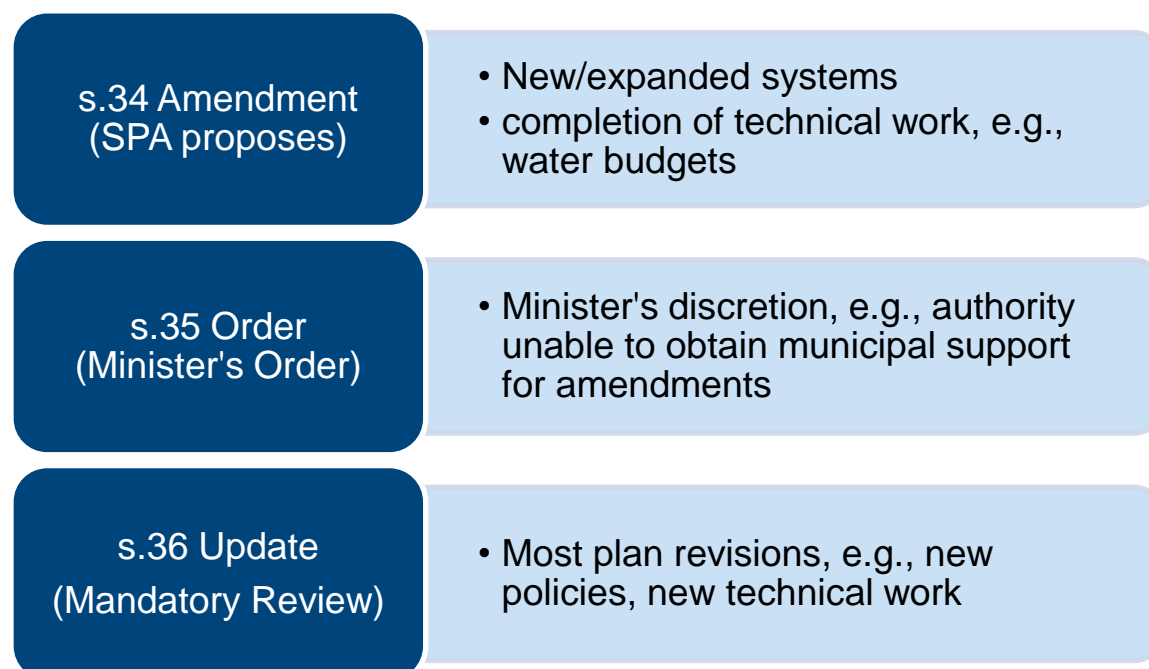 s.34 Amendment
(SPA proposes)
• New/expanded systems
• completion of technical work, e.g.,
water budgets
s.35 Order
(Minister's Order)
• Minister's discretion, e.g., authority
unable to obtain municipal support
for amendments
s.36 Update
(Mandatory Review)
• Most plan revisions, e.g., new
policies, new technical work